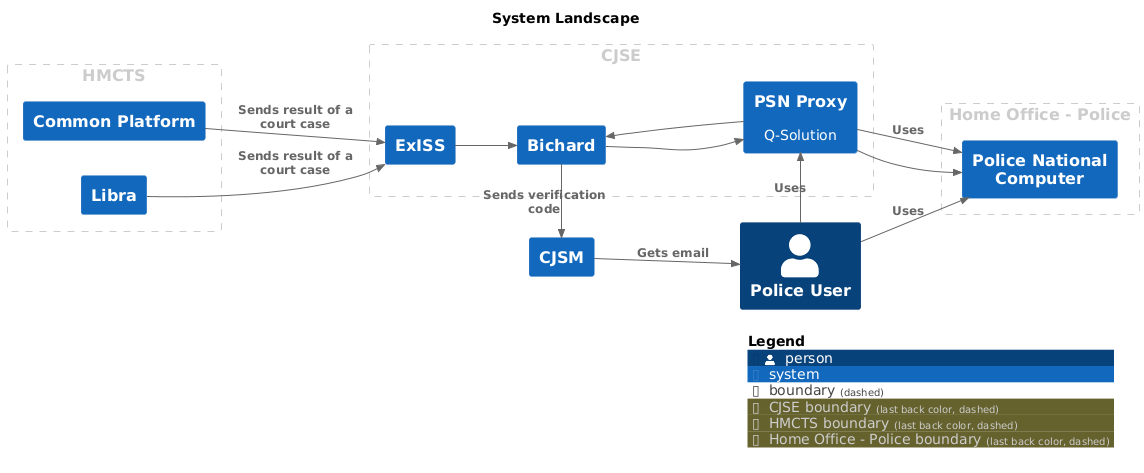 System Landscape
HMCTS
CJSE
Home Office - Police
Common Platform
Libra
Sends result of a
court case
Sends result of a
court case
ExISS
Bichard
PSN Proxy
Q-Solution
Uses
Police National
Computer
Sends verification
code
Uses
Uses
CJSM
Gets email
Police User
Legend
person
system
boundary (dashed)
CJSE boundary (last back color, dashed)
HMCTS boundary (last back color, dashed)
Home Office - Police boundary (last back color, dashed)